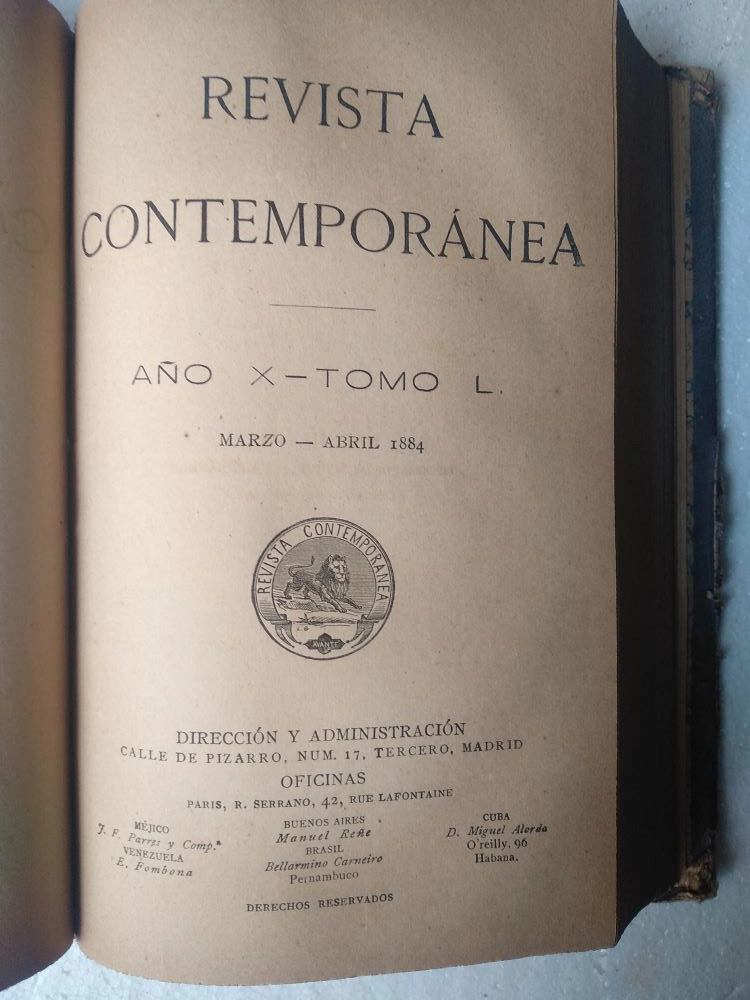 REVISTA
CONTEMPORÁNEA
AÑO X—TOMO L.
MARZO — ABRIL 1884
REVISTA CONTEMPORANEA
AVANTE
DIRECCIÓN Y ADMINISTRACIÓN
CALLE DE PIZARRO, NUM. 17, TERCERO, MADRID
OFICINAS
PARIS, R. SERRANO, 42, RUE LAFONTAINE
MÉJICO
J. F. Parres y Comp.ª
VENEZUELA
E. Fombona
BUENOS AIRES
Manuel Reñe
BRASIL
Bellarmino Carneiro
Pernambuco
CUBA
D. Miguel Alorda
O'reilly, 96
Habana.
DERECHOS RESERVADOS